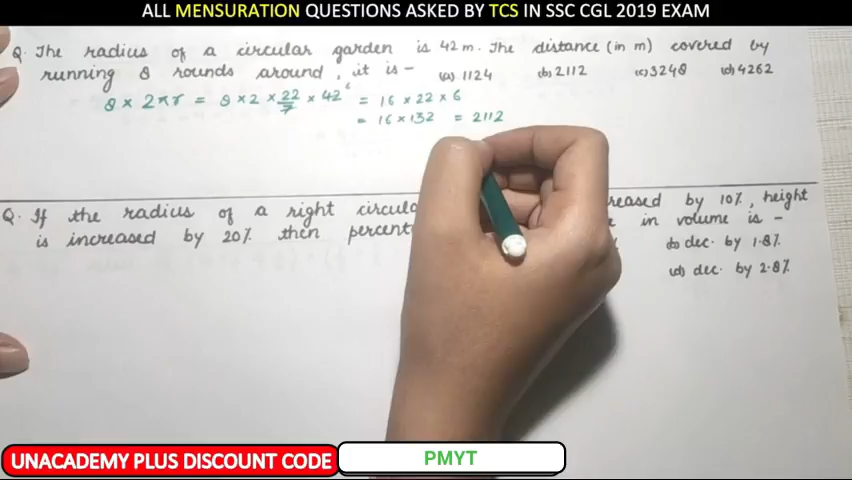 ALL MENSURATION QUESTIONS ASKED BY TCS IN SSC CGL 2019 EXAM
Q. The radius of a circular garden is 42 m. The distance (in m) covered by
running 8 rounds around, it is - (a) 1124 (b) 2112 (c) 3248 (d) 4262
8 × 2πr = 8 × 2 × 22/7 × 42 6 = 16 × 22 × 6
= 16 × 132 = 2112
Q. If the radius of a right circula reased by 10%, height
is increased by 20% then percent in volume is -
(b) dec. by 1.8%
(d) dec. by 2.8%
UNACADEMY PLUS DISCOUNT CODE PMYT